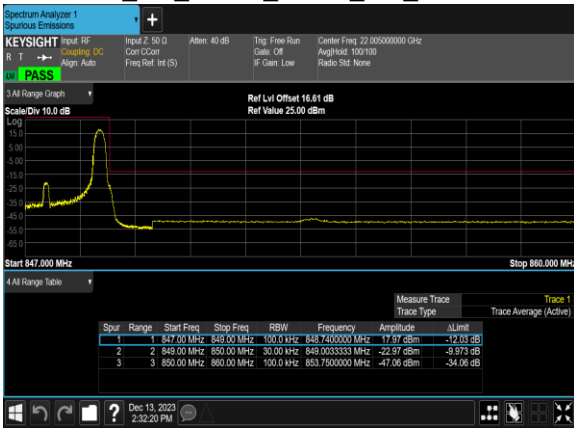 Spectrum Analyzer 1
Spurious Emissions
+
KEYSIGHT Input: RF Input Z: 50 Ω Atten: 40 dB Trig: Free Run Center Freq: 22.005000000 GHz
R T Coupling: DC Corr CCorr Gate: Off Avg|Hold: 100/100
Align: Auto Freq Ref: Int (S) IF Gain: Low Radio Std: None
LM PASS
3 All Range Graph
Ref Lvl Offset 16.61 dB
Scale/Div 10.0 dB Ref Value 25.00 dBm
Log
15.0
5.00
-5.00
-15.0
-25.0
-35.0
-45.0
-55.0
-65.0
Start 847.000 MHz Stop 860.000 MHz
4 All Range Table
Measure Trace Trace 1
Trace Type Trace Average (Active)
Spur Range Start Freq Stop Freq RBW Frequency Amplitude ΔLimit
1 1 847.00 MHz 849.00 MHz 100.0 kHz 848.7400000 MHz 17.97 dBm -12.03 dB
2 2 849.00 MHz 850.00 MHz 30.00 kHz 849.0033333 MHz -22.97 dBm -9.973 dB
3 3 850.00 MHz 860.00 MHz 100.0 kHz 853.7500000 MHz -47.06 dBm -34.06 dB
? Dec 13, 2023
2:32:20 PM